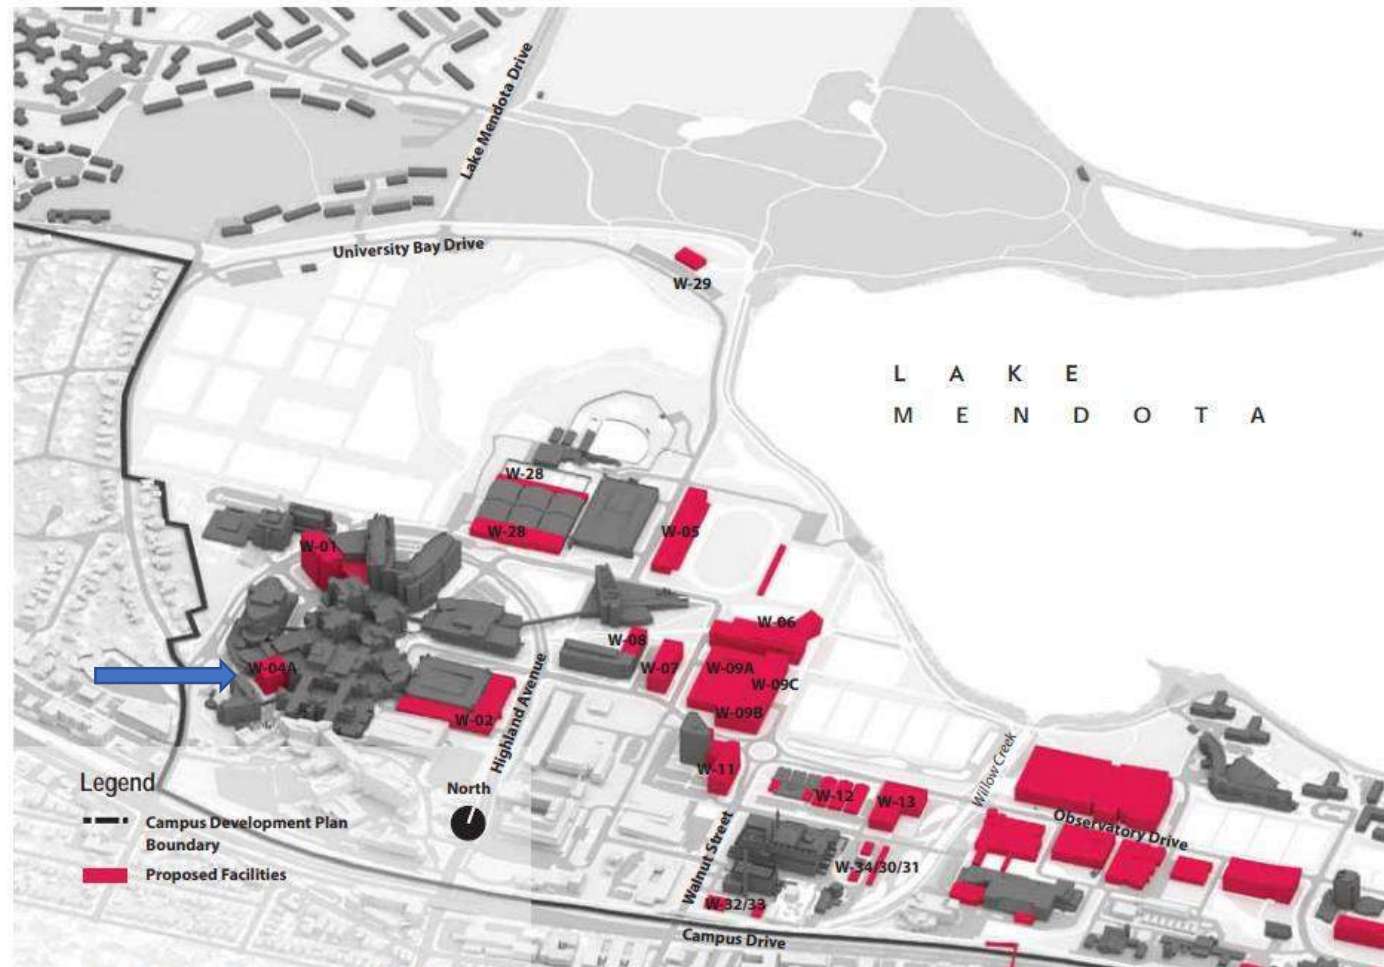 Lake Mendota Drive
University Bay Drive
W-29
L A K E
M E N D O T A
W-28
W-28
W-05
W-01
W-06
W-08
W-04A
W-07
W-09A
W-09C
W-02
W-09B
Highland Avenue
W-11
Willow Creek
Legend
North
W-12
W-13
Campus Development Plan
Boundary
Observatory Drive
Walnut Street
W-34/30/31
Proposed Facilities
W-32/33
Campus Drive